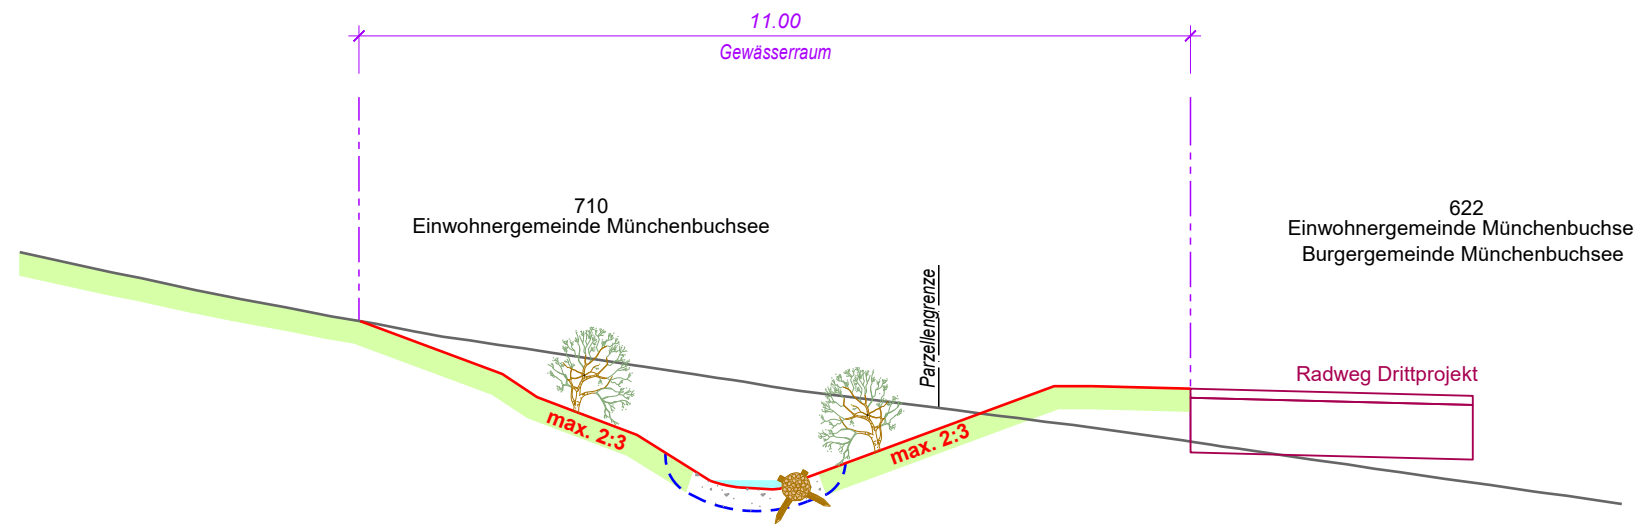 11.00
Gewässerraum
710
Einwohnergemeinde Münchenbuchsee
622
Einwohnergemeinde Münchenbuchse
Burgergemeinde Münchenbuchsee
Parzellengrenze
Radweg Drittprojekt
max. 2:3
max. 2:3